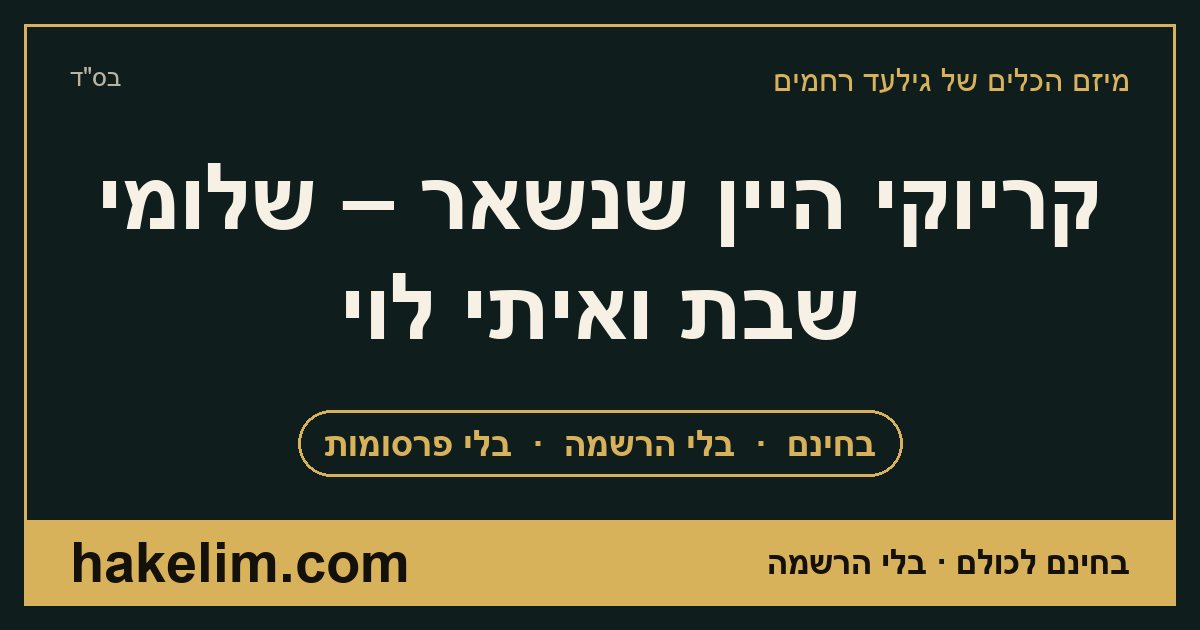 בס"ד
מיזם הכלים של גילעד רחמים
קריוקי היין שנשאר – שלומי
שבת ואיתי לוי
בחינם · בלי הרשמה · בלי פרסומות
בחינם לכולם · בלי הרשמה
hakelim.com